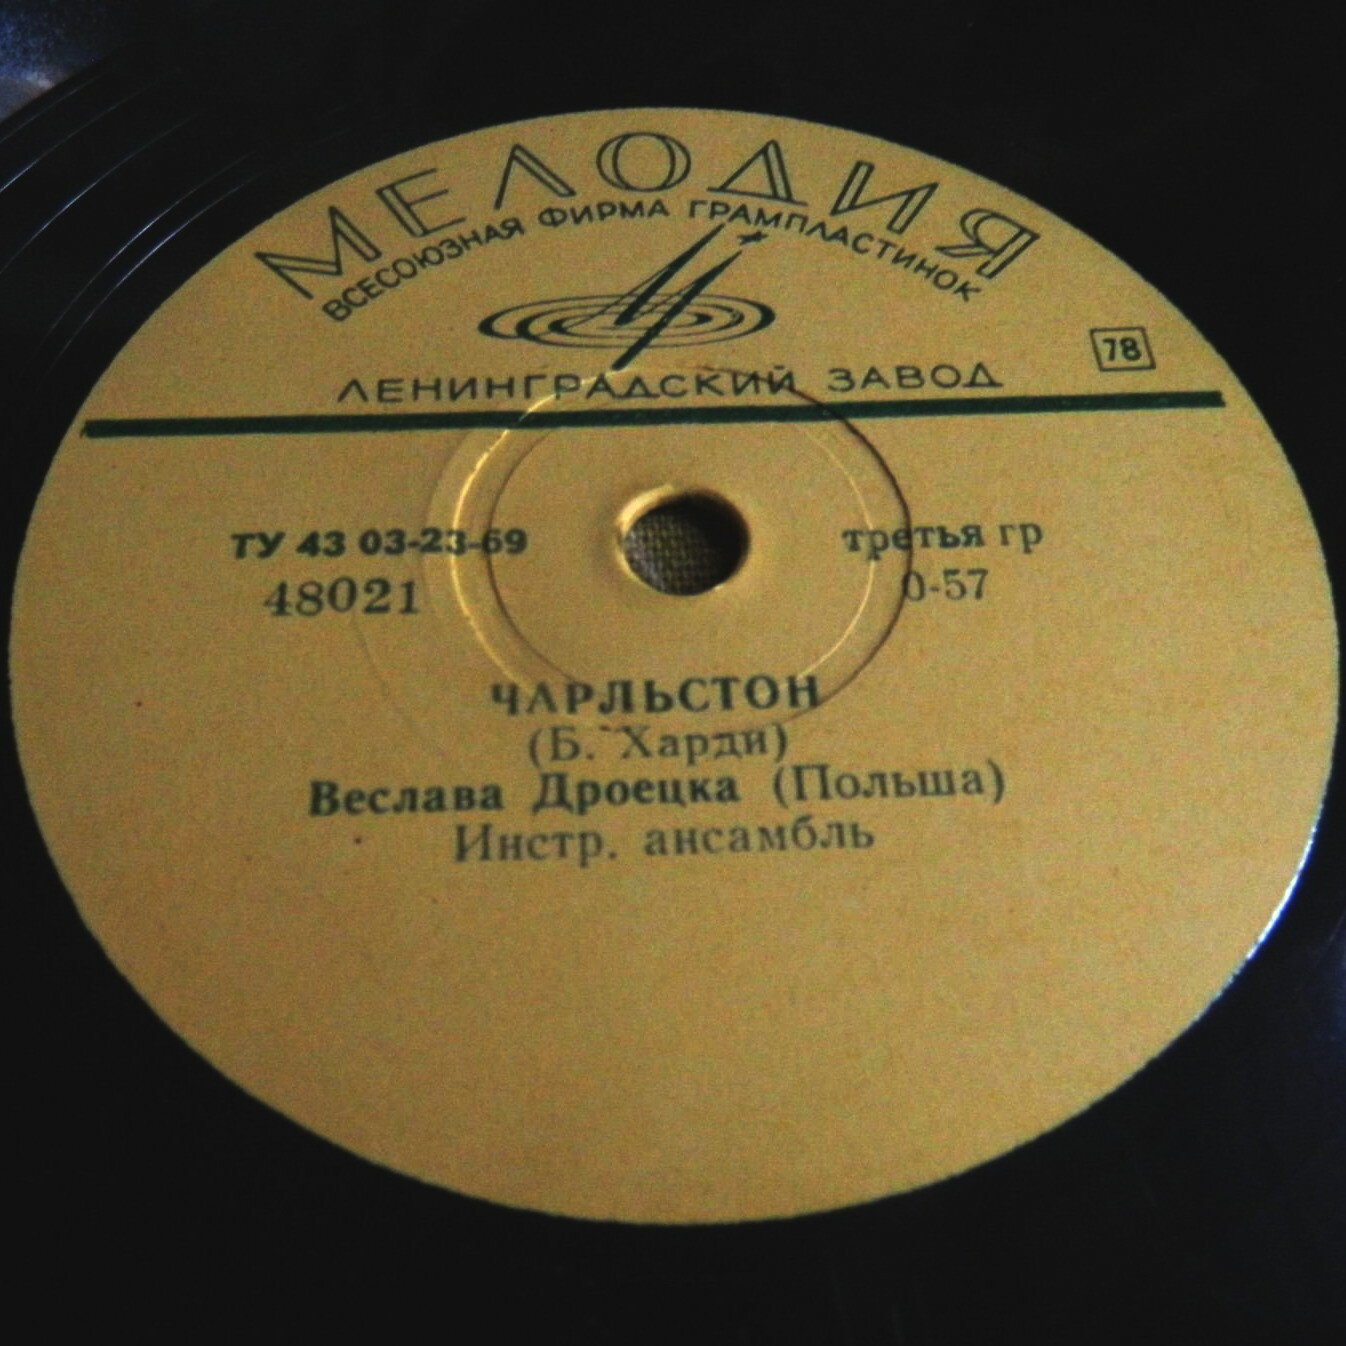 МЕЛОДИЯ
ВСЕСОЮЗНАЯ ФИРМА ГРАМПЛАСТИНОК
ЛЕНИНГРАДСКИЙ ЗАВОД
78
ТУ 43 03-23-69
третья гр
48021
0-57
ЧАРЛЬСТОН
(Б. Харди)
Веслава Дроецка (Польша)
Инстр. ансамбль